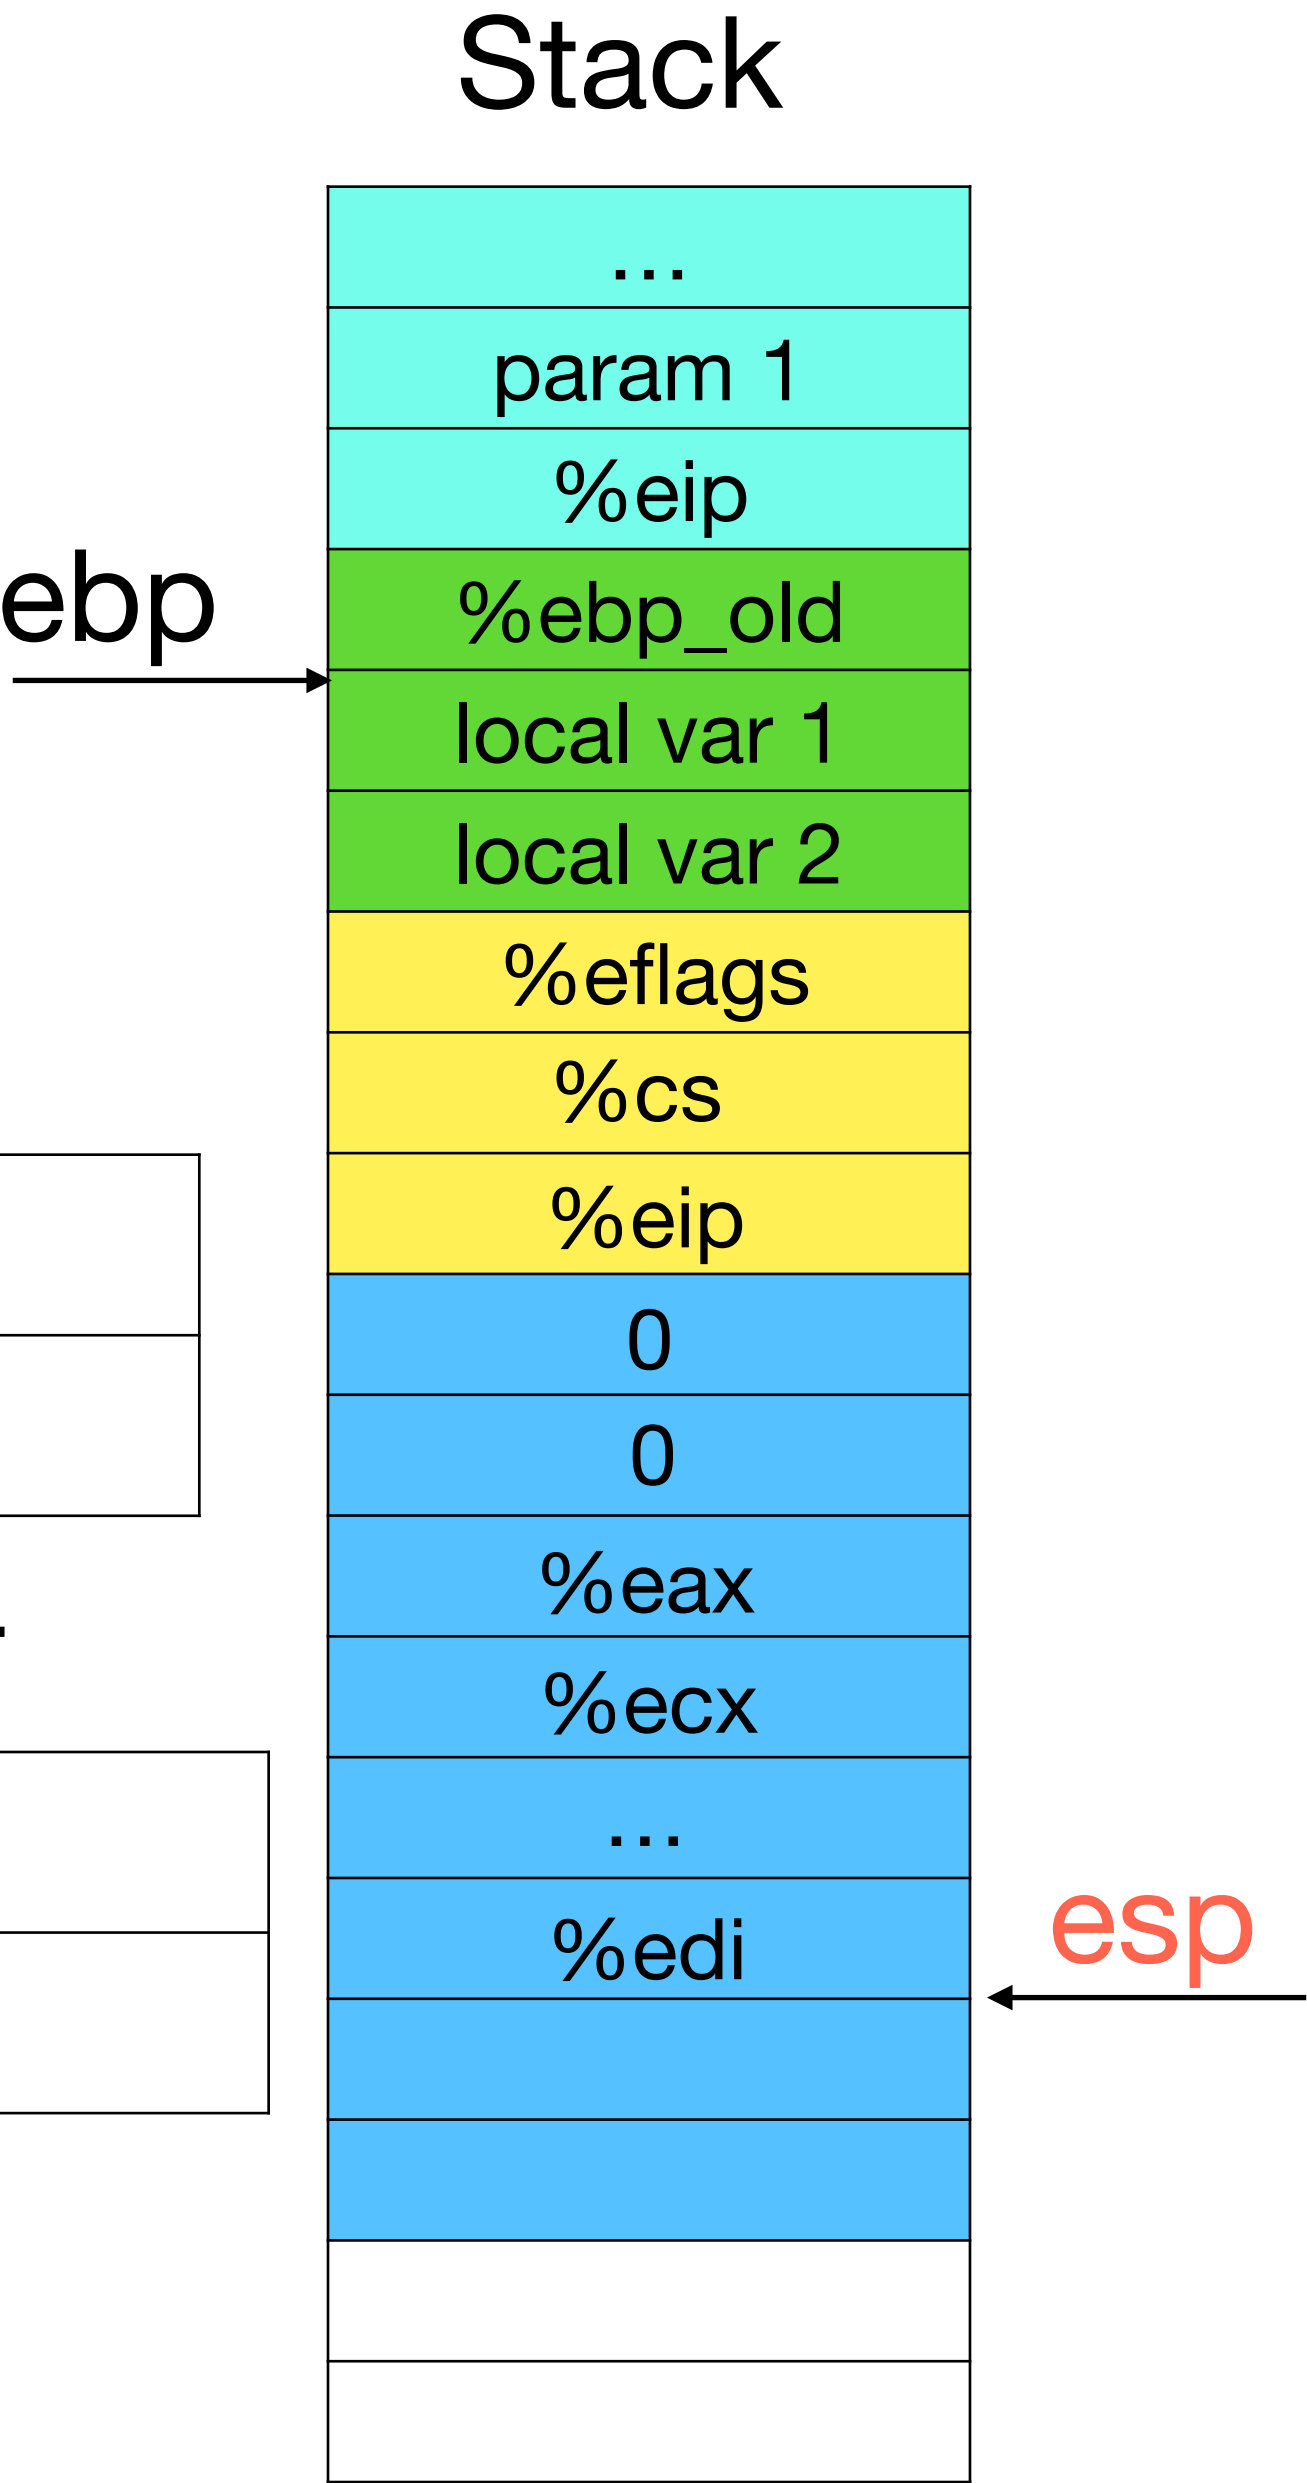 Stack
...
param 1
%eip
ebp
%ebp_old
local var 1
local var 2
%eflags
%cs
%eip
0
0
%eax
.
%ecx
...
esp
%edi